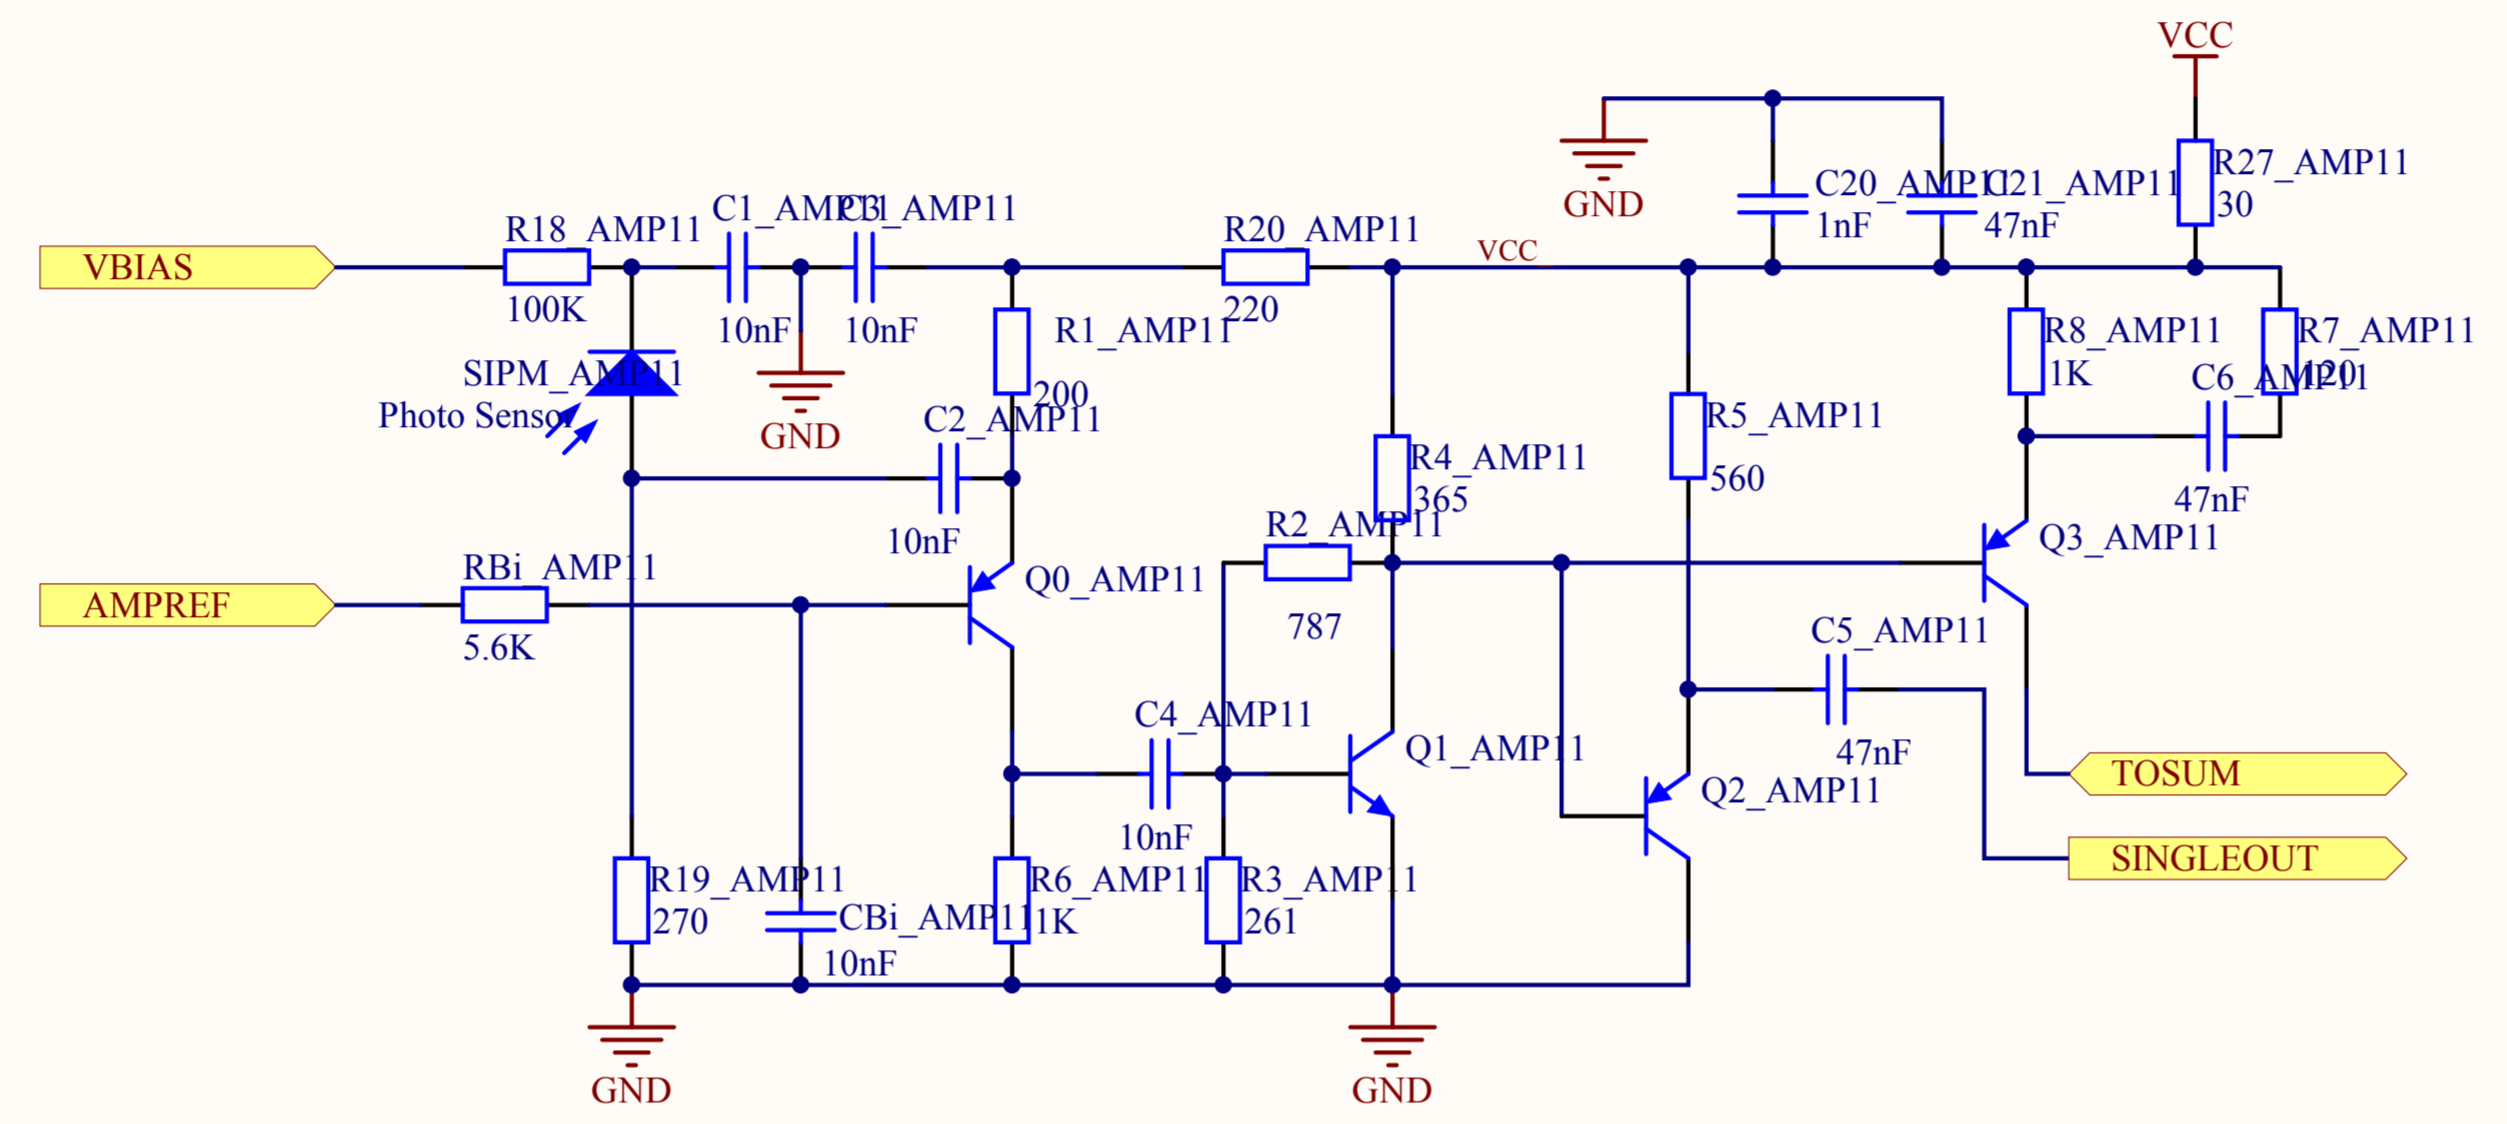 VCC
R27_AMP11
30
C20_AMP11
1nF
C21_AMP11
47nF
GND
VCC
VBIAS
R18_AMP11
100K
C1_AMP11
10nF
C3_AMP11
10nF
GND
R20_AMP11
220
R1_AMP11
200
SIPM_AMP11
Photo Sensor
C2_AMP11
10nF
R8_AMP11
1K
R7_AMP11
120
C6_AMP11
47nF
R5_AMP11
560
R4_AMP11
365
R2_AMP11
787
Q3_AMP11
AMPREF
RBi_AMP11
5.6K
Q0_AMP11
C5_AMP11
47nF
C4_AMP11
10nF
Q1_AMP11
Q2_AMP11
TOSUM
SINGLEOUT
R19_AMP11
270
CBi_AMP11
10nF
R6_AMP11
1K
R3_AMP11
261
GND
GND